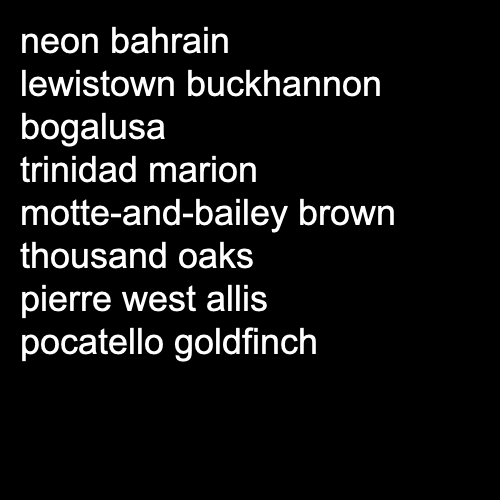 neon bahrain
lewistown buckhannon
bogalusa
trinidad marion
motte-and-bailey brown
thousand oaks
pierre west allis
pocatello goldfinch